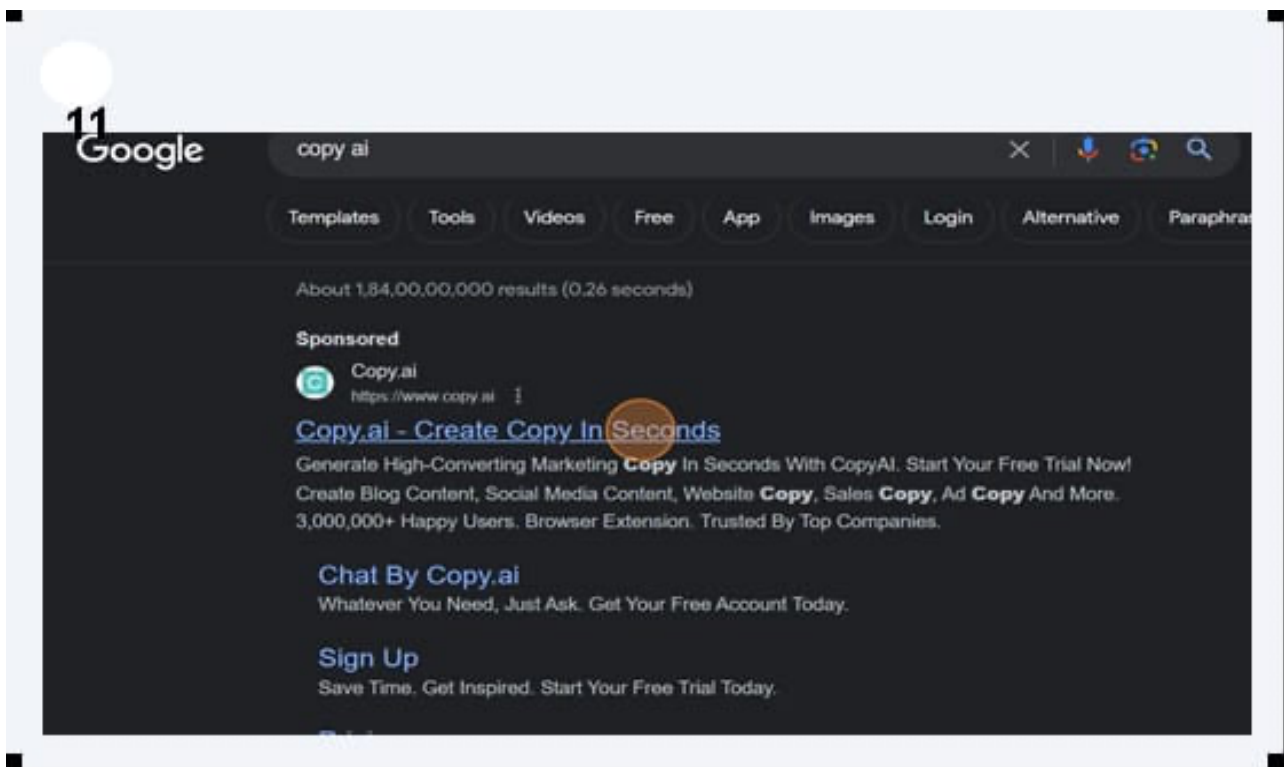 11
Google
copy ai
Templates Tools Videos Free App Images Login Alternative Paraphras
About 1,84,00,00,000 results (0.26 seconds)
Sponsored
Copy.ai
https://www.copy.ai
Copy.ai - Create Copy In Seconds
Generate High-Converting Marketing Copy In Seconds With CopyAI. Start Your Free Trial Now!
Create Blog Content, Social Media Content, Website Copy, Sales Copy, Ad Copy And More.
3,000,000+ Happy Users. Browser Extension. Trusted By Top Companies.
Chat By Copy.ai
Whatever You Need, Just Ask. Get Your Free Account Today.
Sign Up
Save Time. Get Inspired. Start Your Free Trial Today.